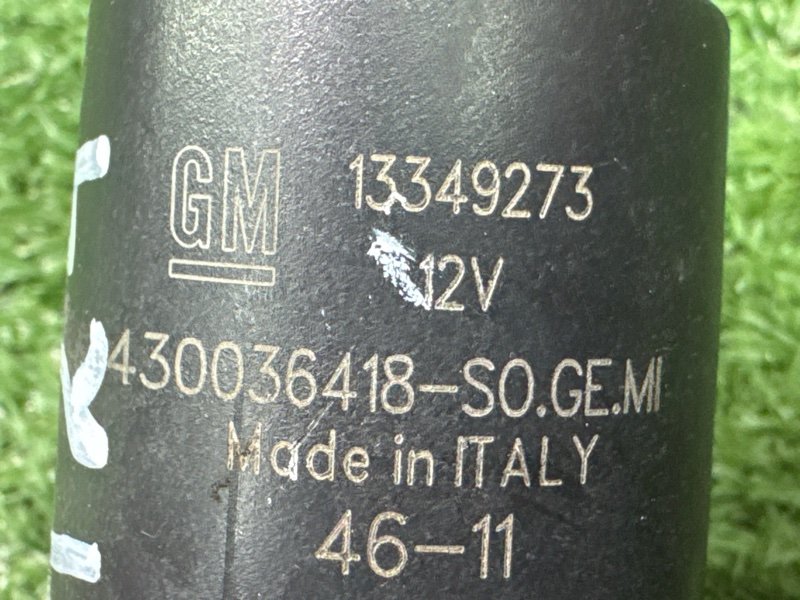 GM 13349273
12V
430036418-SO.GE.MI
Made in ITALY
46-11